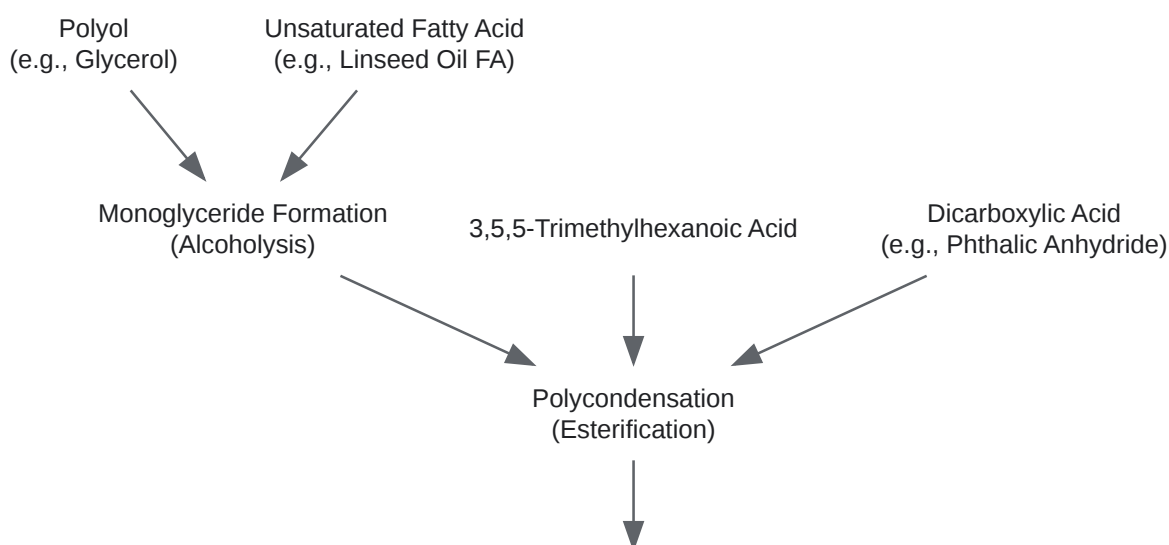 Polyol
(e.g., Glycerol)
Unsaturated Fatty Acid
(e.g., Linseed Oil FA)
Monoglyceride Formation
(Alcoholysis)
3,5,5-Trimethylhexanoic Acid
Dicarboxylic Acid
(e.g., Phthalic Anhydride)
Polycondensation
(Esterification)